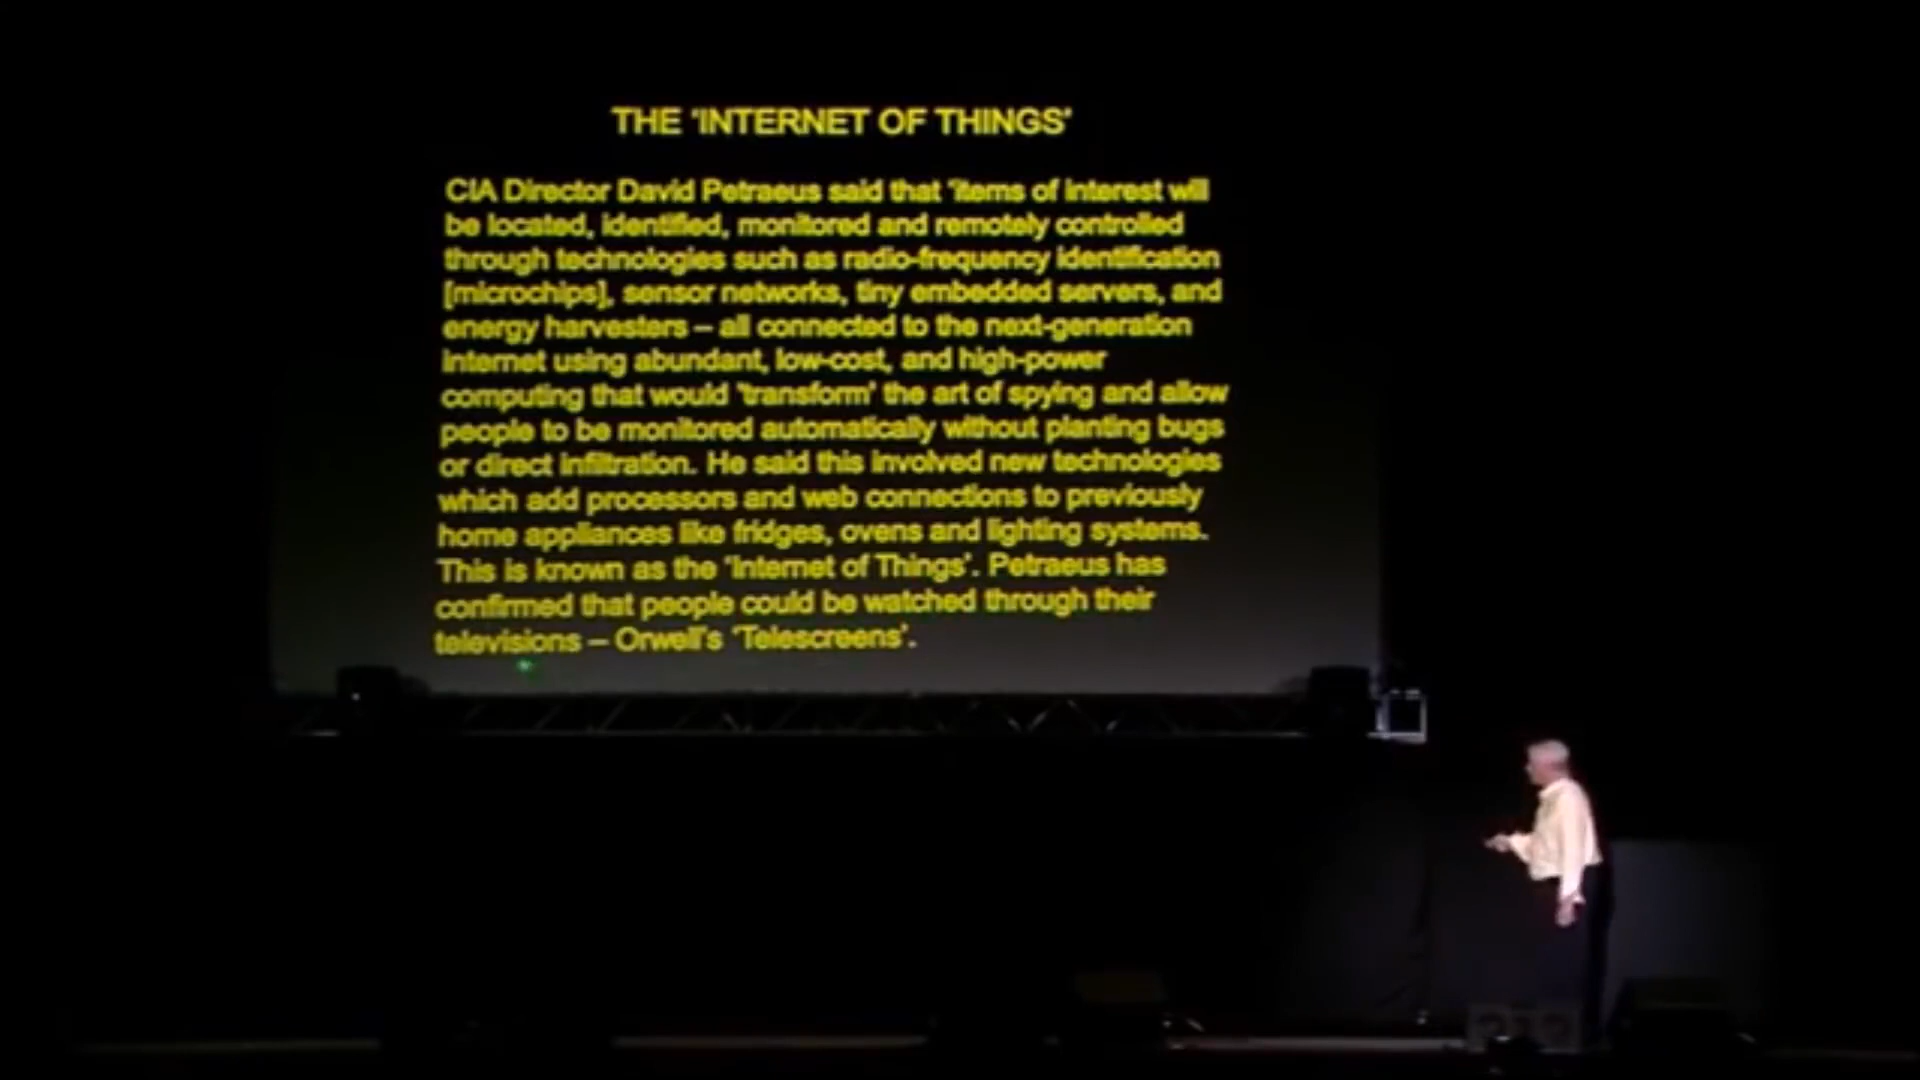 THE 'INTERNET OF THINGS'
CIA Director David Petraeus said that 'items of interest will
be located, identified, monitored and remotely controlled
through technologies such as radio-frequency identification
[microchips], sensor networks, tiny embedded servers, and
energy harvesters – all connected to the next-generation
internet using abundant, low-cost, and high-power
computing that would 'transform' the art of spying and allow
people to be monitored automatically without planting bugs
or direct infiltration. He said this involved new technologies
which add processors and web connections to previously
home appliances like fridges, ovens and lighting systems.
This is known as the 'Internet of Things'. Petraeus has
confirmed that people could be watched through their
televisions – Orwell's 'Telescreens'.